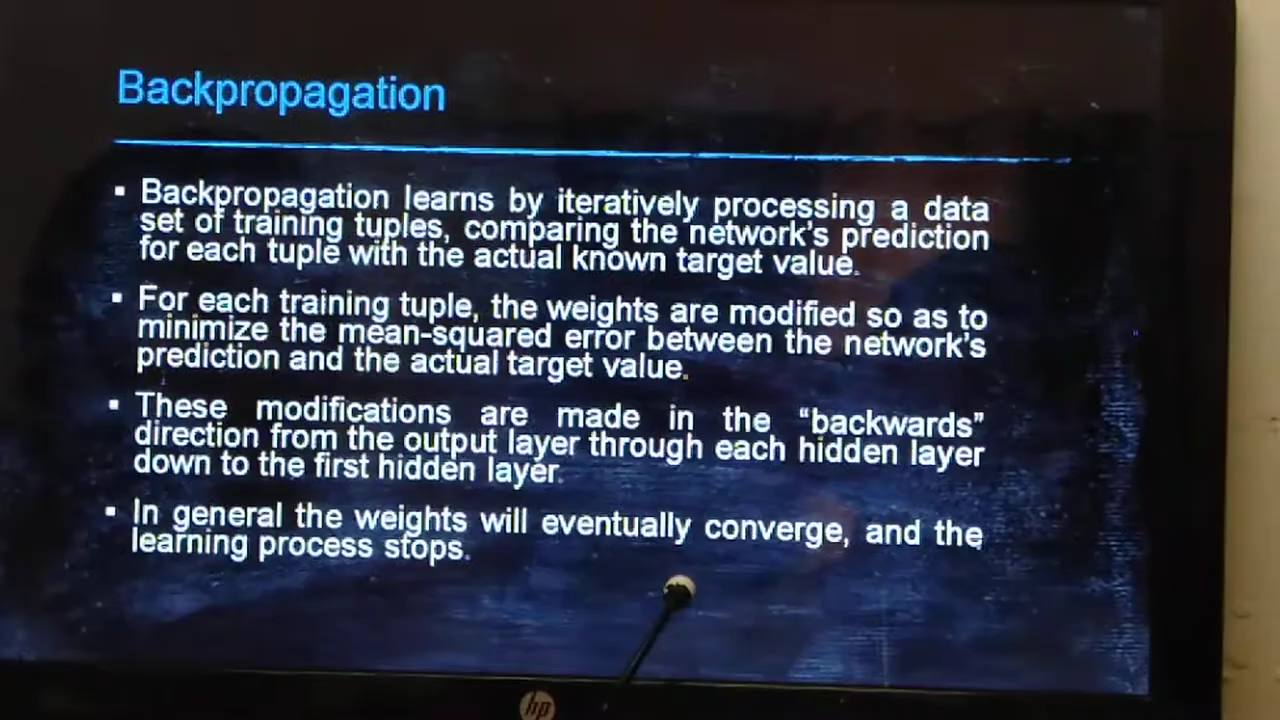 Backpropagation
▪ Backpropagation learns by iteratively processing a data
set of training tuples, comparing the network's prediction
for each tuple with the actual known target value.
▪ For each training tuple, the weights are modified so as to
minimize the mean-squared error between the network's
prediction and the actual target value.
▪ These modifications are made in the “backwards”
direction from the output layer through each hidden layer
down to the first hidden layer.
▪ In general the weights will eventually converge, and the
learning process stops.
hp